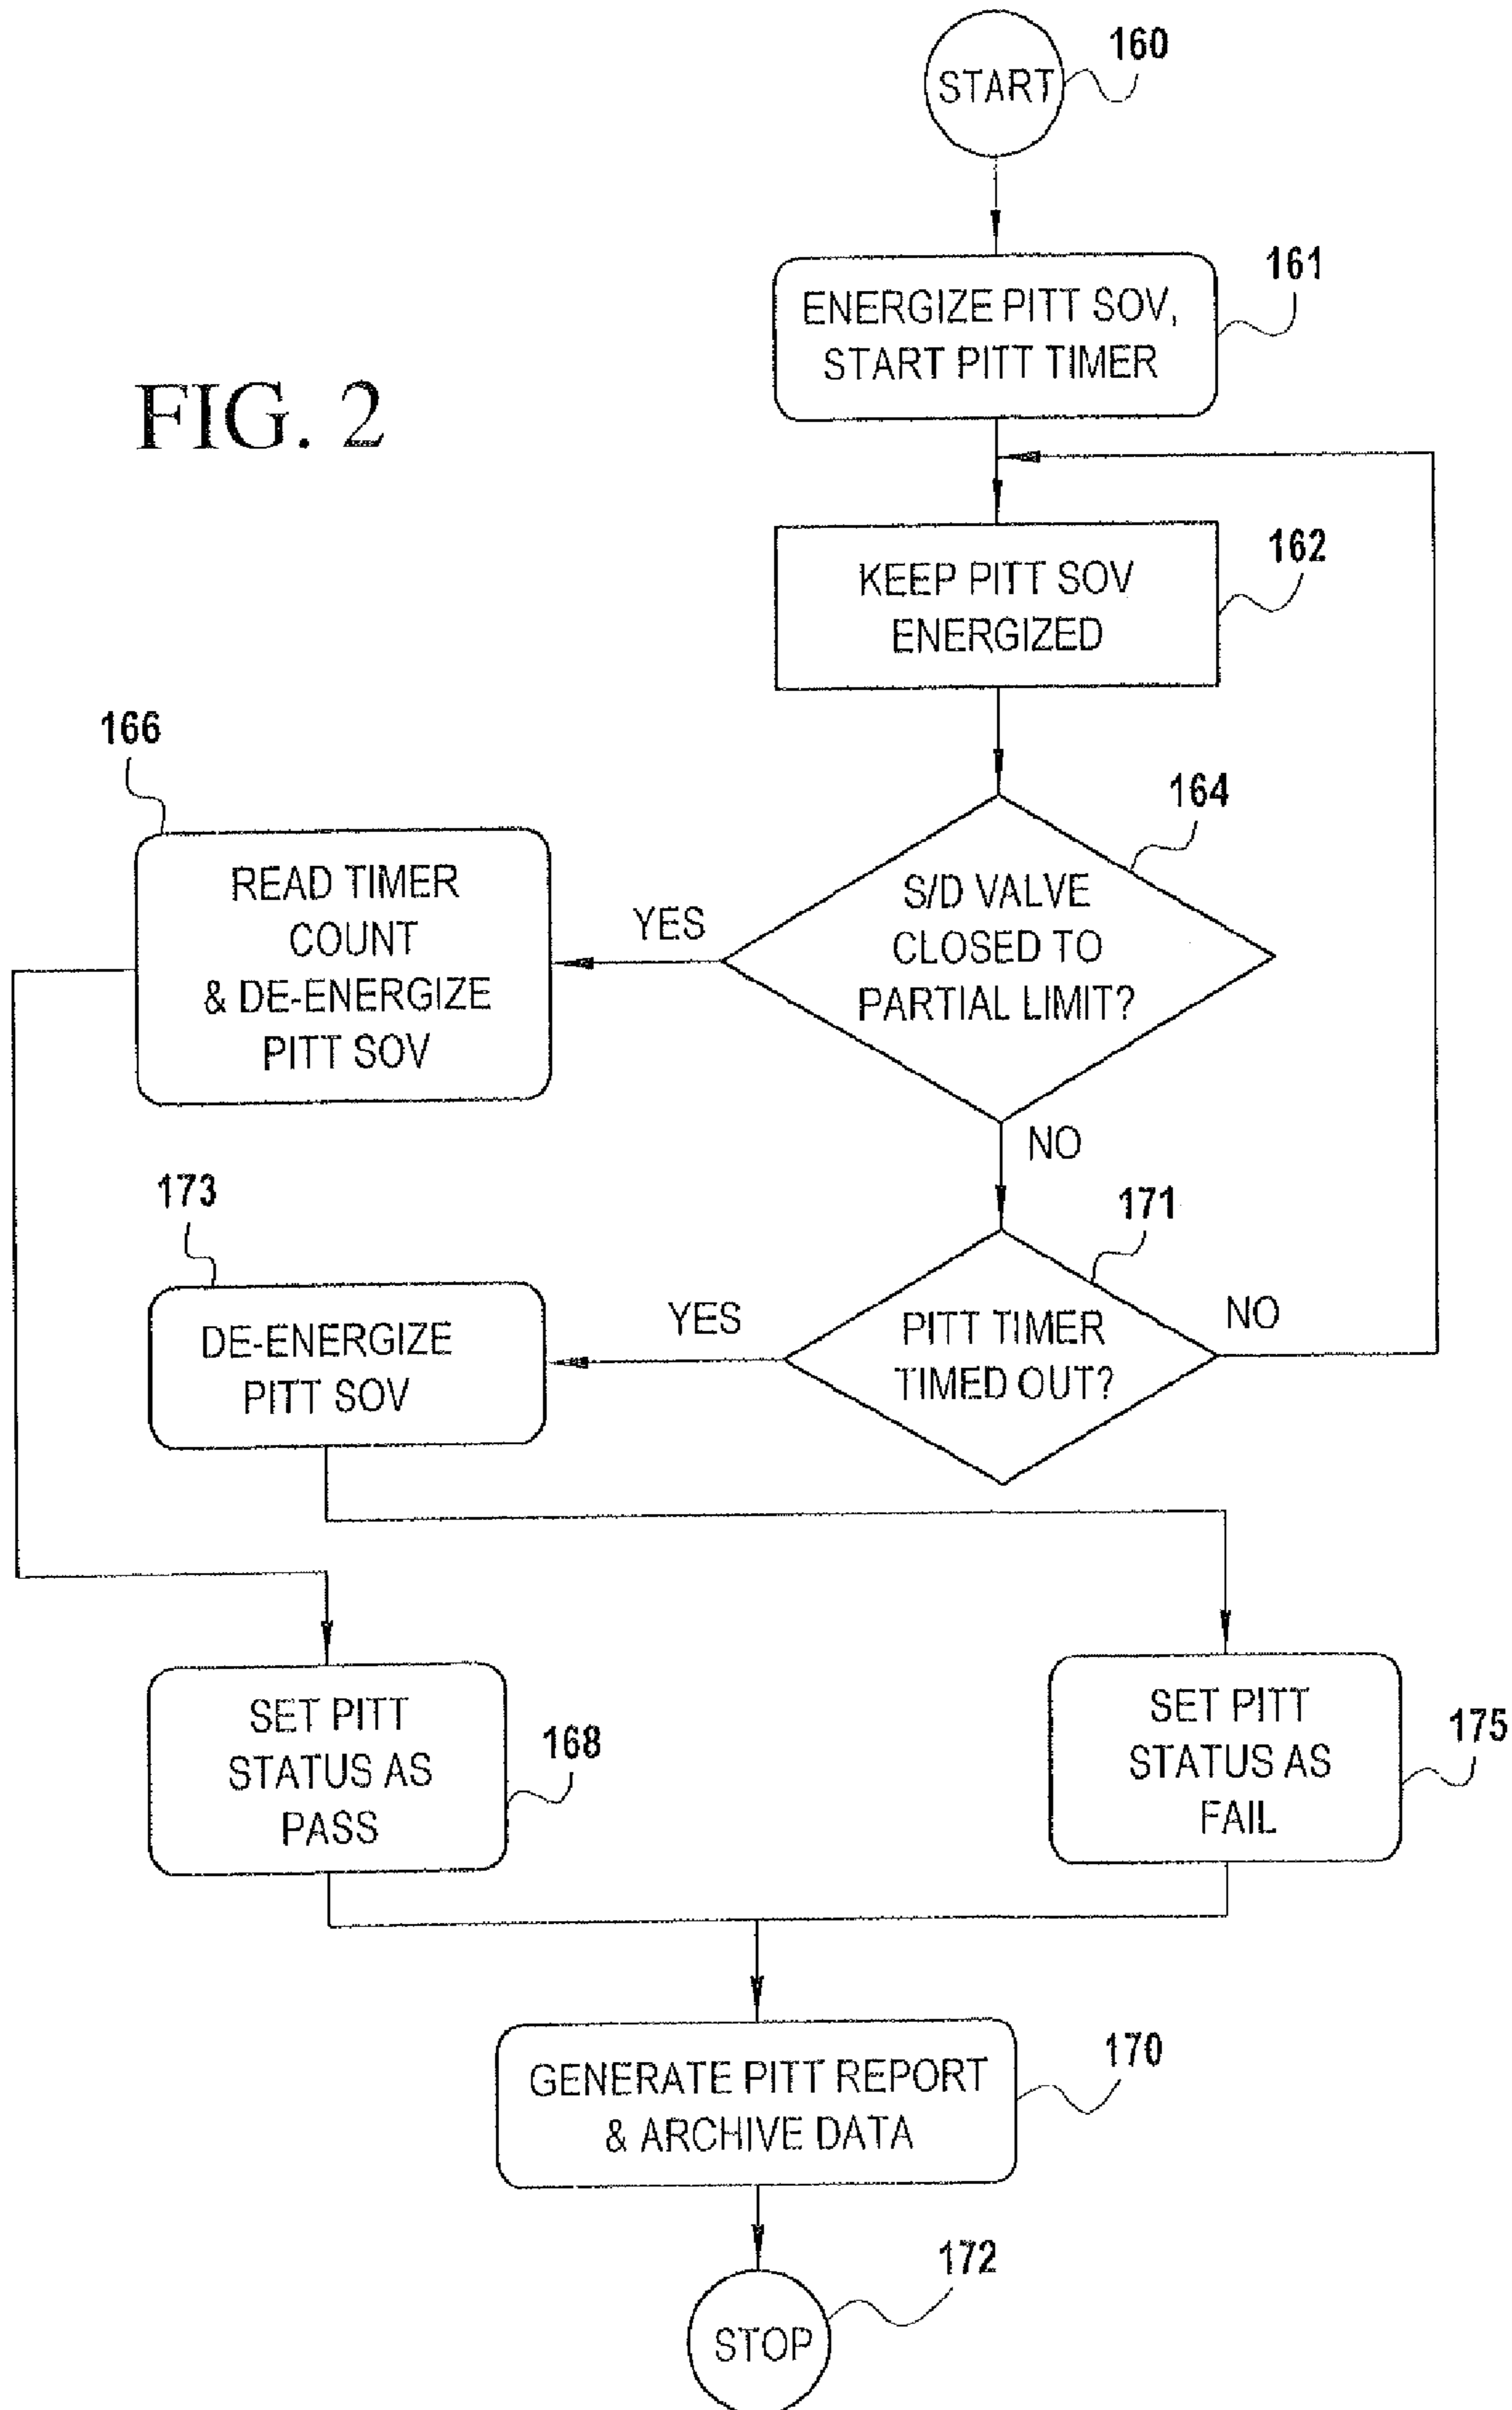 160
START
161
ENERGIZE PITT SOV,
START PITT TIMER
FIG. 2
162
KEEP PITT SOV
ENERGIZED
166
164
READ TIMER
COUNT
& DE-ENERGIZE
PITT SOV
YES
S/D VALVE
CLOSED TO
PARTIAL LIMIT?
NO
173
171
DE-ENERGIZE
PITT SOV
YES
PITT TIMER
TIMED OUT?
NO
SET PITT
STATUS AS
PASS
168
SET PITT
STATUS AS
FAIL
175
GENERATE PITT REPORT
& ARCHIVE DATA
170
172
STOP